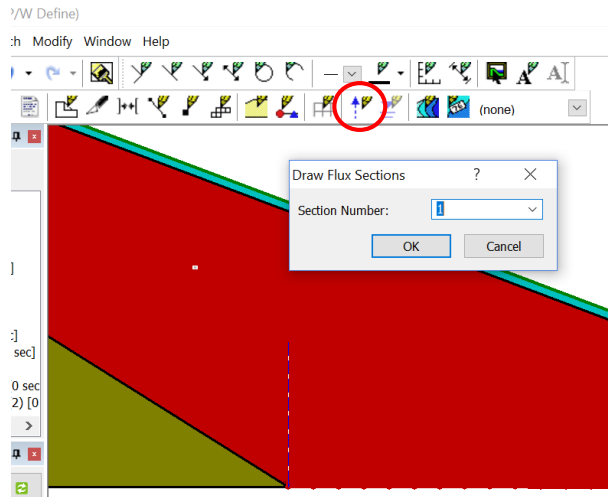 P/W Define)
ch Modify Window Help
A A
(none)
Draw Flux Sections ?
Section Number: 1
OK Cancel
]
:]
sec]
0 sec
2) [0